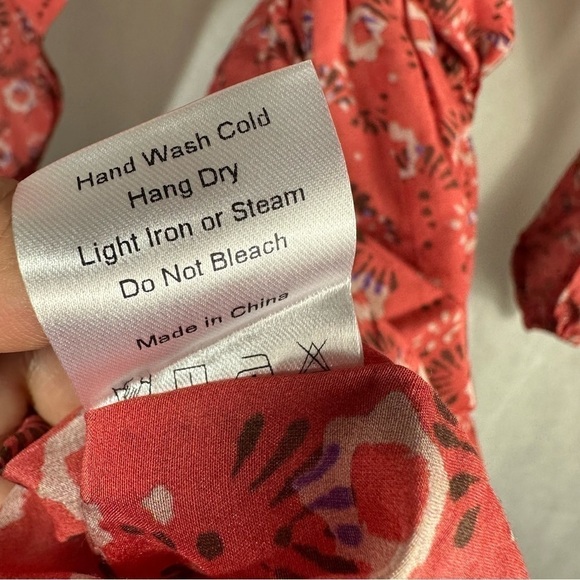 Hand Wash Cold
Hang Dry
Light Iron or Steam
Do Not Bleach
Made in China